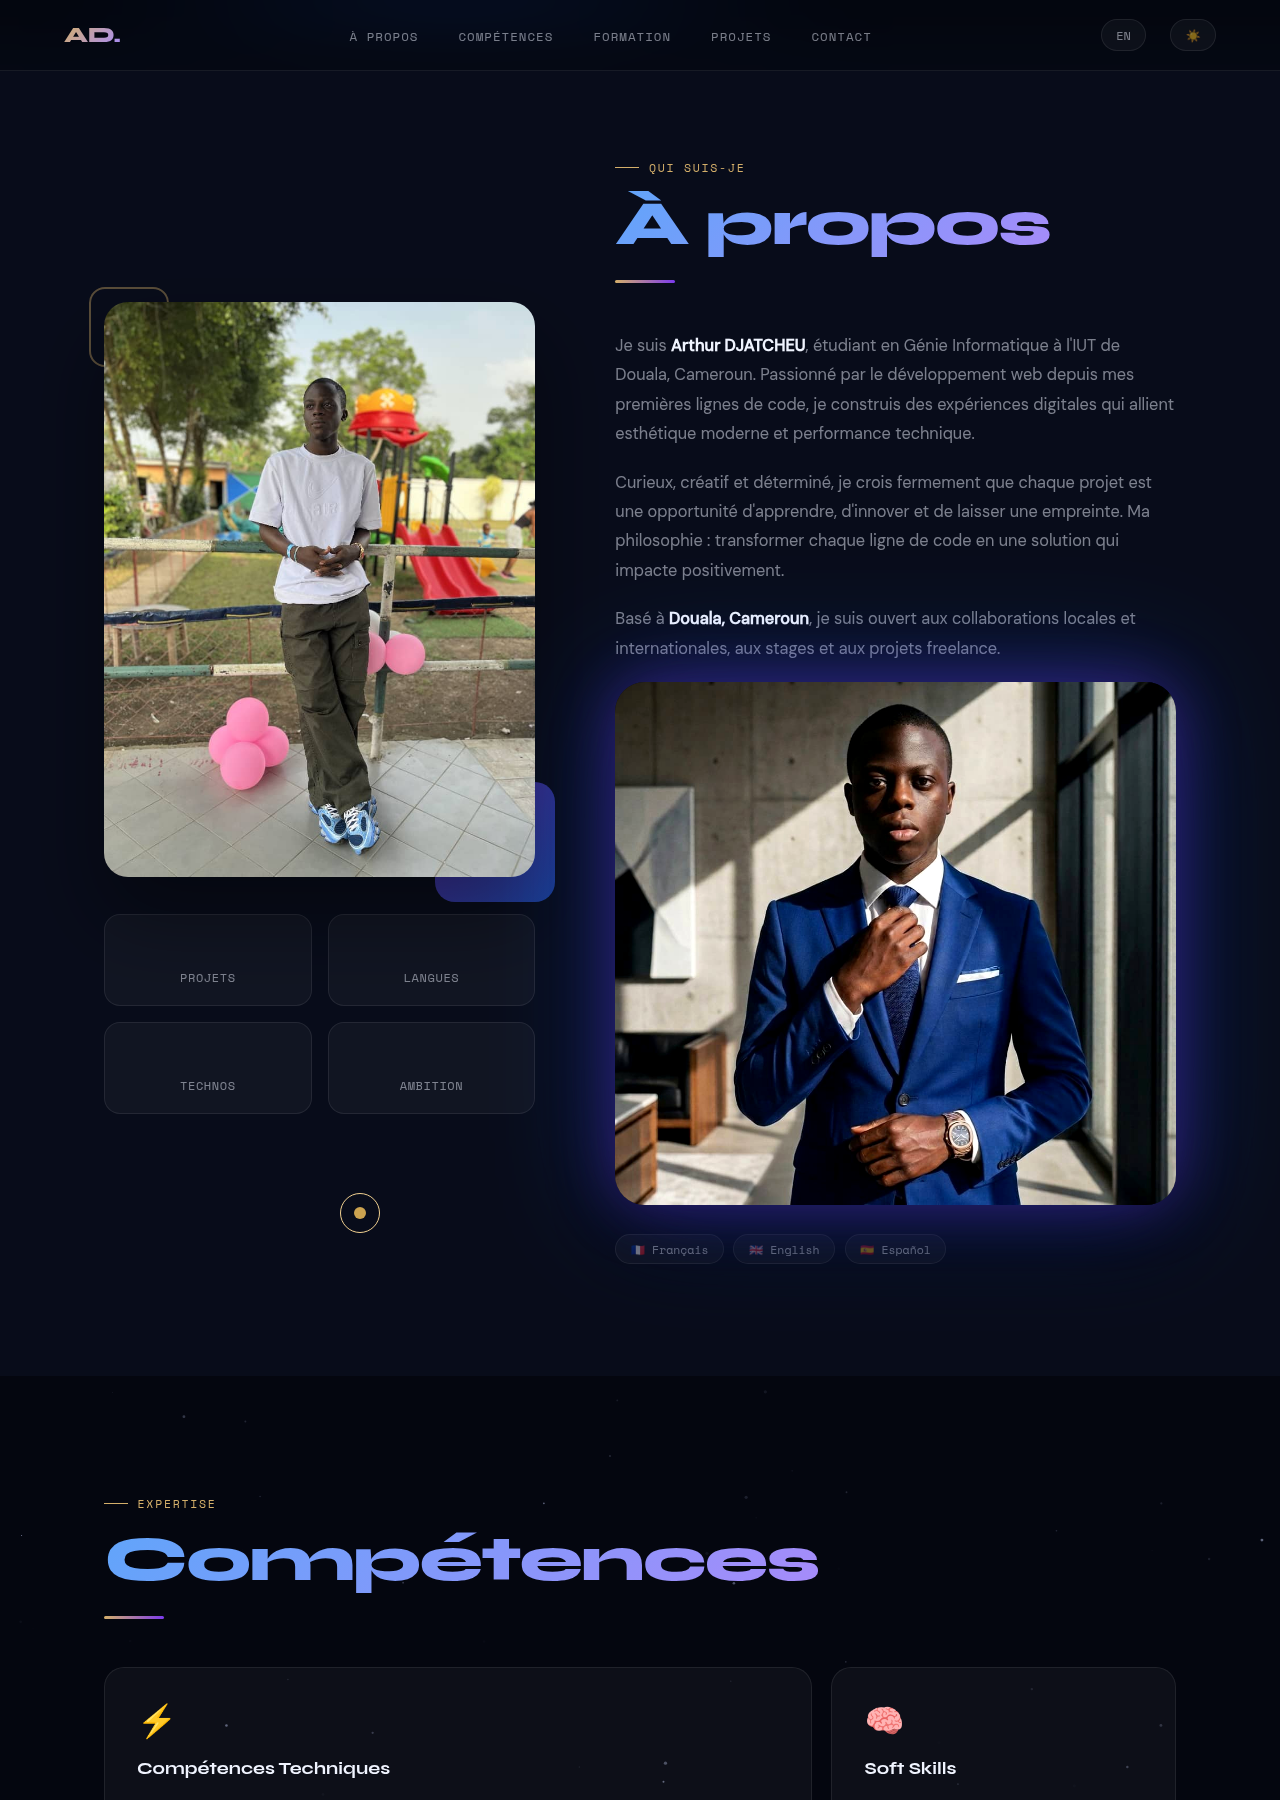 AD.
À PROPOS
COMPÉTENCES
FORMATION
PROJETS
CONTACT
EN
QUI SUIS-JE
À propos
Je suis Arthur DJATCHEU, étudiant en Génie Informatique à l'IUT de
Douala, Cameroun. Passionné par le développement web depuis mes
premières lignes de code, je construis des expériences digitales qui allient
esthétique moderne et performance technique.
Curieux, créatif et déterminé, je crois fermement que chaque projet est
une opportunité d'apprendre, d'innover et de laisser une empreinte. Ma
philosophie : transformer chaque ligne de code en une solution qui
impacte positivement.
Basé à Douala, Cameroun, je suis ouvert aux collaborations locales et
internationales, aux stages et aux projets freelance.
PROJETS
LANGUES
TECHNOS
AMBITION
Français
English
Español
EXPERTISE
Compétences
Compétences Techniques
Soft Skills